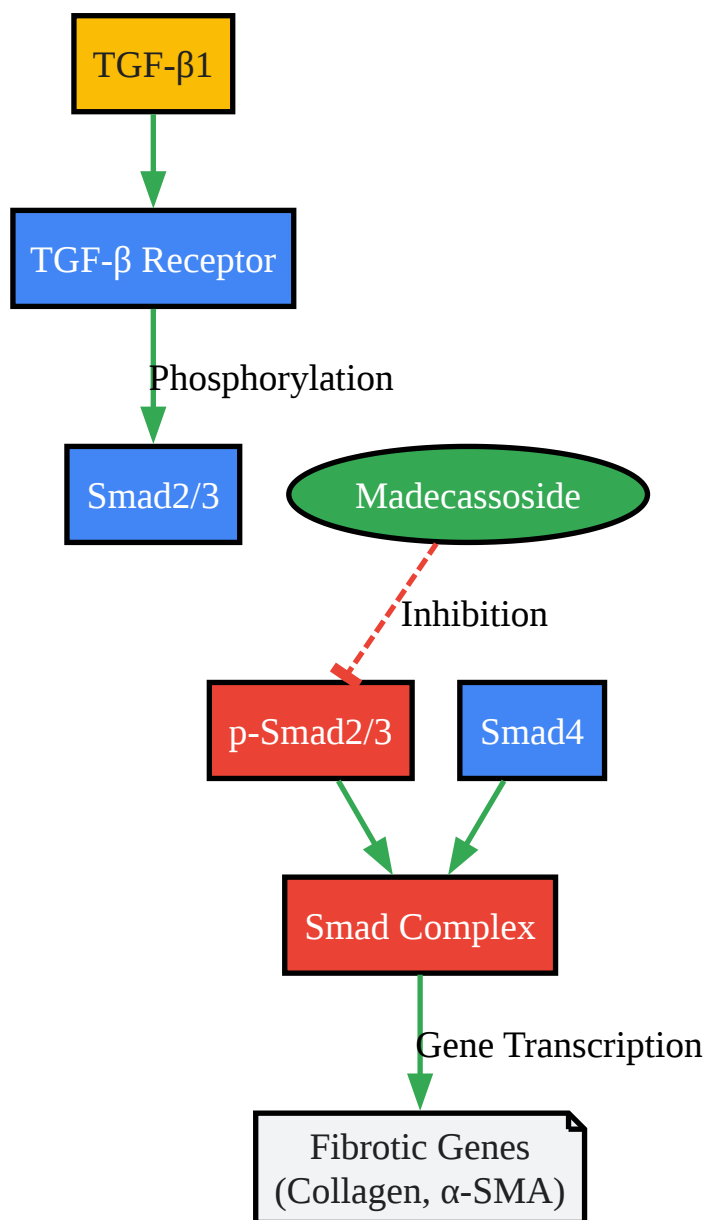 TGF-β1
TGF-β Receptor
Phosphorylation
Smad2/3
Madecassoside
Inhibition
p-Smad2/3
Smad4
Smad Complex
Gene Transcription
Fibrotic Genes
(Collagen, α-SMA)